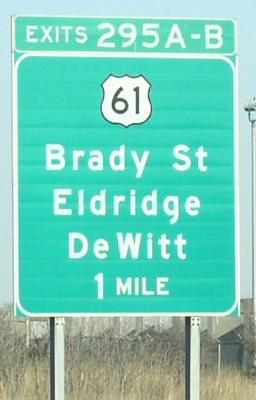 EXITS 295A-B
61
Brady St
Eldridge
DeWitt
1 MILE